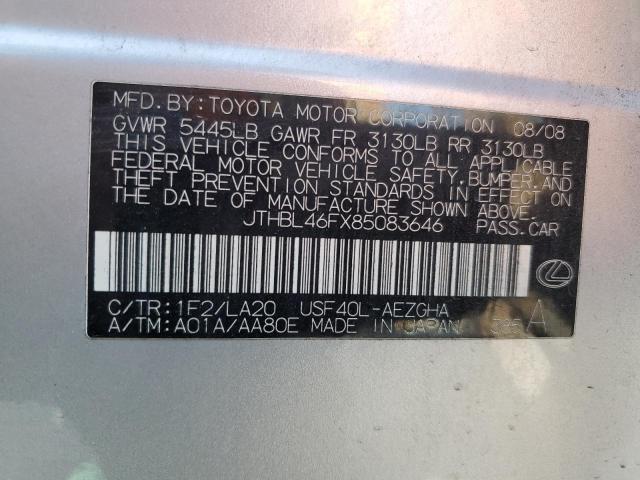 MFD. BY: TOYOTA MOTOR CORPORATION 08/08
GVWR 5445LB GAWR FR 3130LB RR 3130LB
THIS VEHICLE CONFORMS TO ALL APPLICABLE
FEDERAL MOTOR VEHICLE SAFETY, BUMPER, AND
THEFT PREVENTION STANDARDS IN EFFECT ON
THE DATE OF MANUFACTURE SHOWN ABOVE.
JTHBL46FX85083646 PASS.CAR
C/TR: 1F2/LA20 USF40L-AEZGHA
A/TM: A01A/AA80E MADE IN JAPAN 585 A